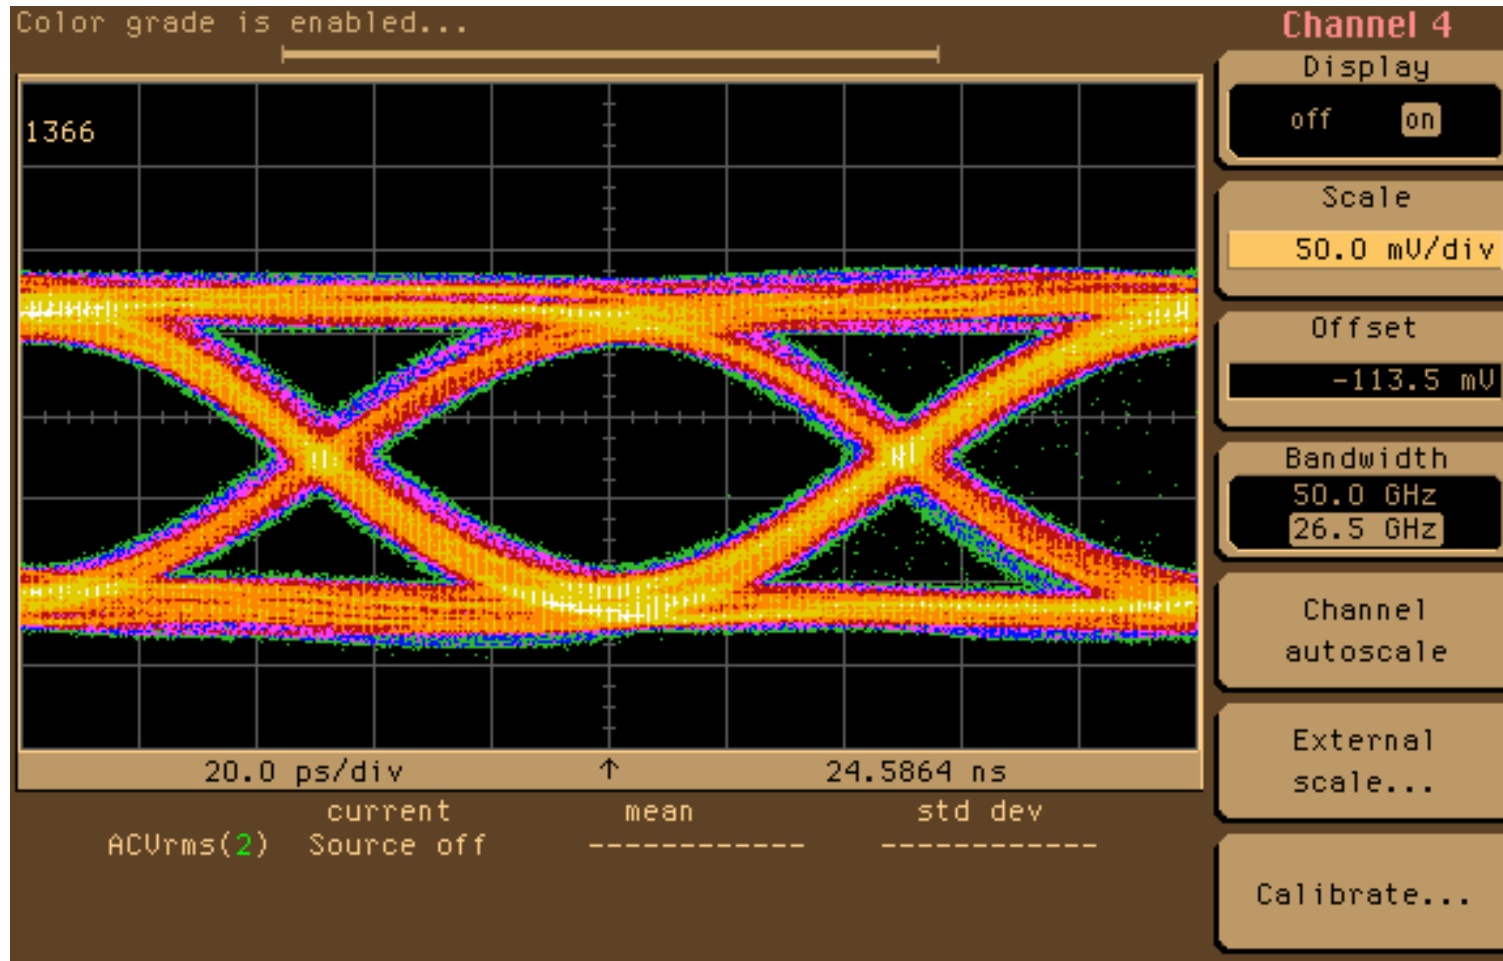 Color grade is enabled...
Channel 4
Display
off on
1366
Scale
50.0 mV/div
Offset
-113.5 mV
Bandwidth
50.0 GHz
26.5 GHz
Channel
autoscale
External
scale...
Calibrate...
20.0 ps/div ↑ 24.5864 ns
current mean std dev
ACVrms(2) Source off ------------ ------------